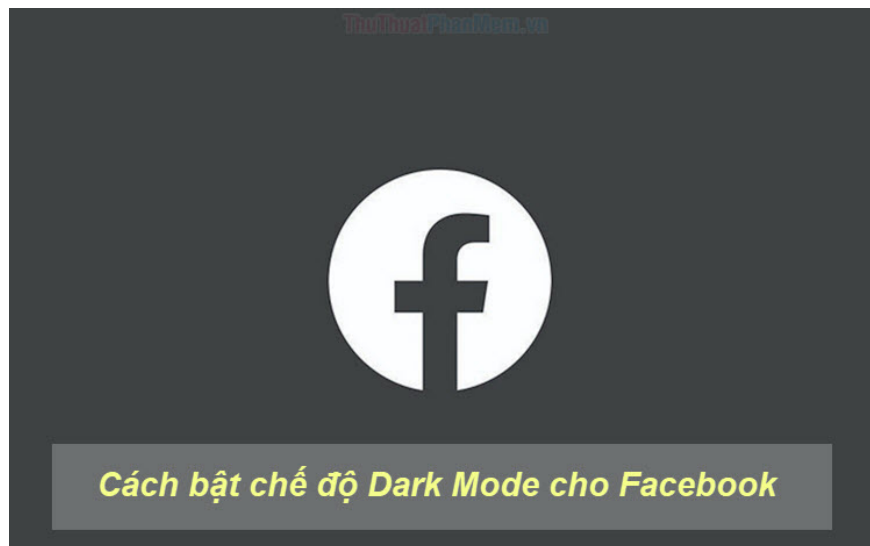 ThuThuatPhanMem.vn
Cách bật chế độ Dark Mode cho Facebook